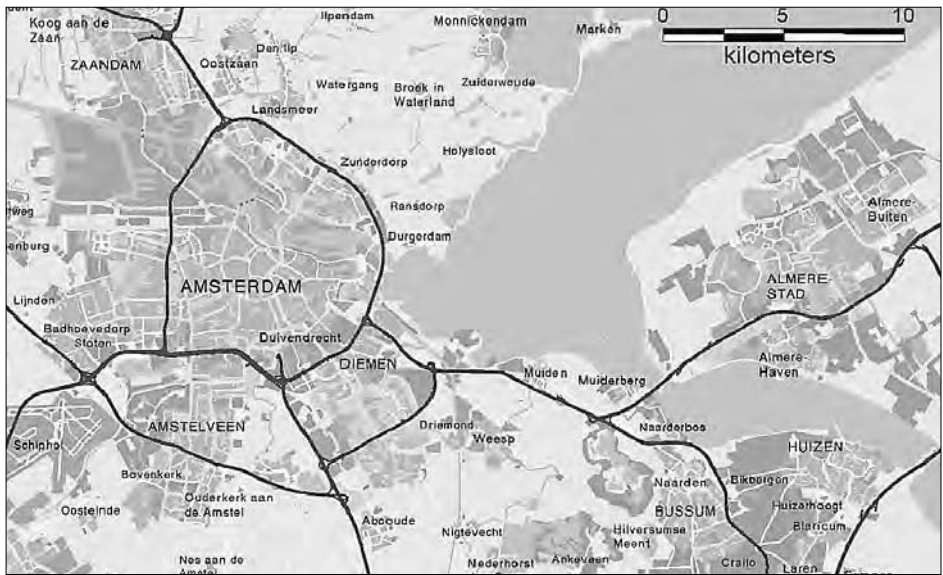 Ilpendam
Monnickendam
Marken
0 5 10
kilometers
Koog aan de
Zaan
ZAANDAM
Den Ilp
Oostzaan
Watergang
Broek in
Waterland
Zuiderwoude
Landsmeer
Holysloot
Zunderdorp
Ransdorp
Durgerdam
Almere-
Buiten
AMSTERDAM
ALMERE-
STAD
Lijnden
Badhoevedorp
Sloten
Duivendrecht
DIEMEN
Muiden
Muiderberg
Almere-
Haven
AMSTELVEEN
Driemond
Weesp
Naarderbos
HUIZEN
Schiphol
Bovenkerk
Ouderkerk aan
de Amstel
Naarden
Bikbergen
BUSSUM
Huizerhoogt
Blaricum
Oosteinde
Abcoude
Nigtevecht
Hilversumse
Meent
Nes aan de
Amstel
Nederhorst
Ankeveen
Crailo
Laren